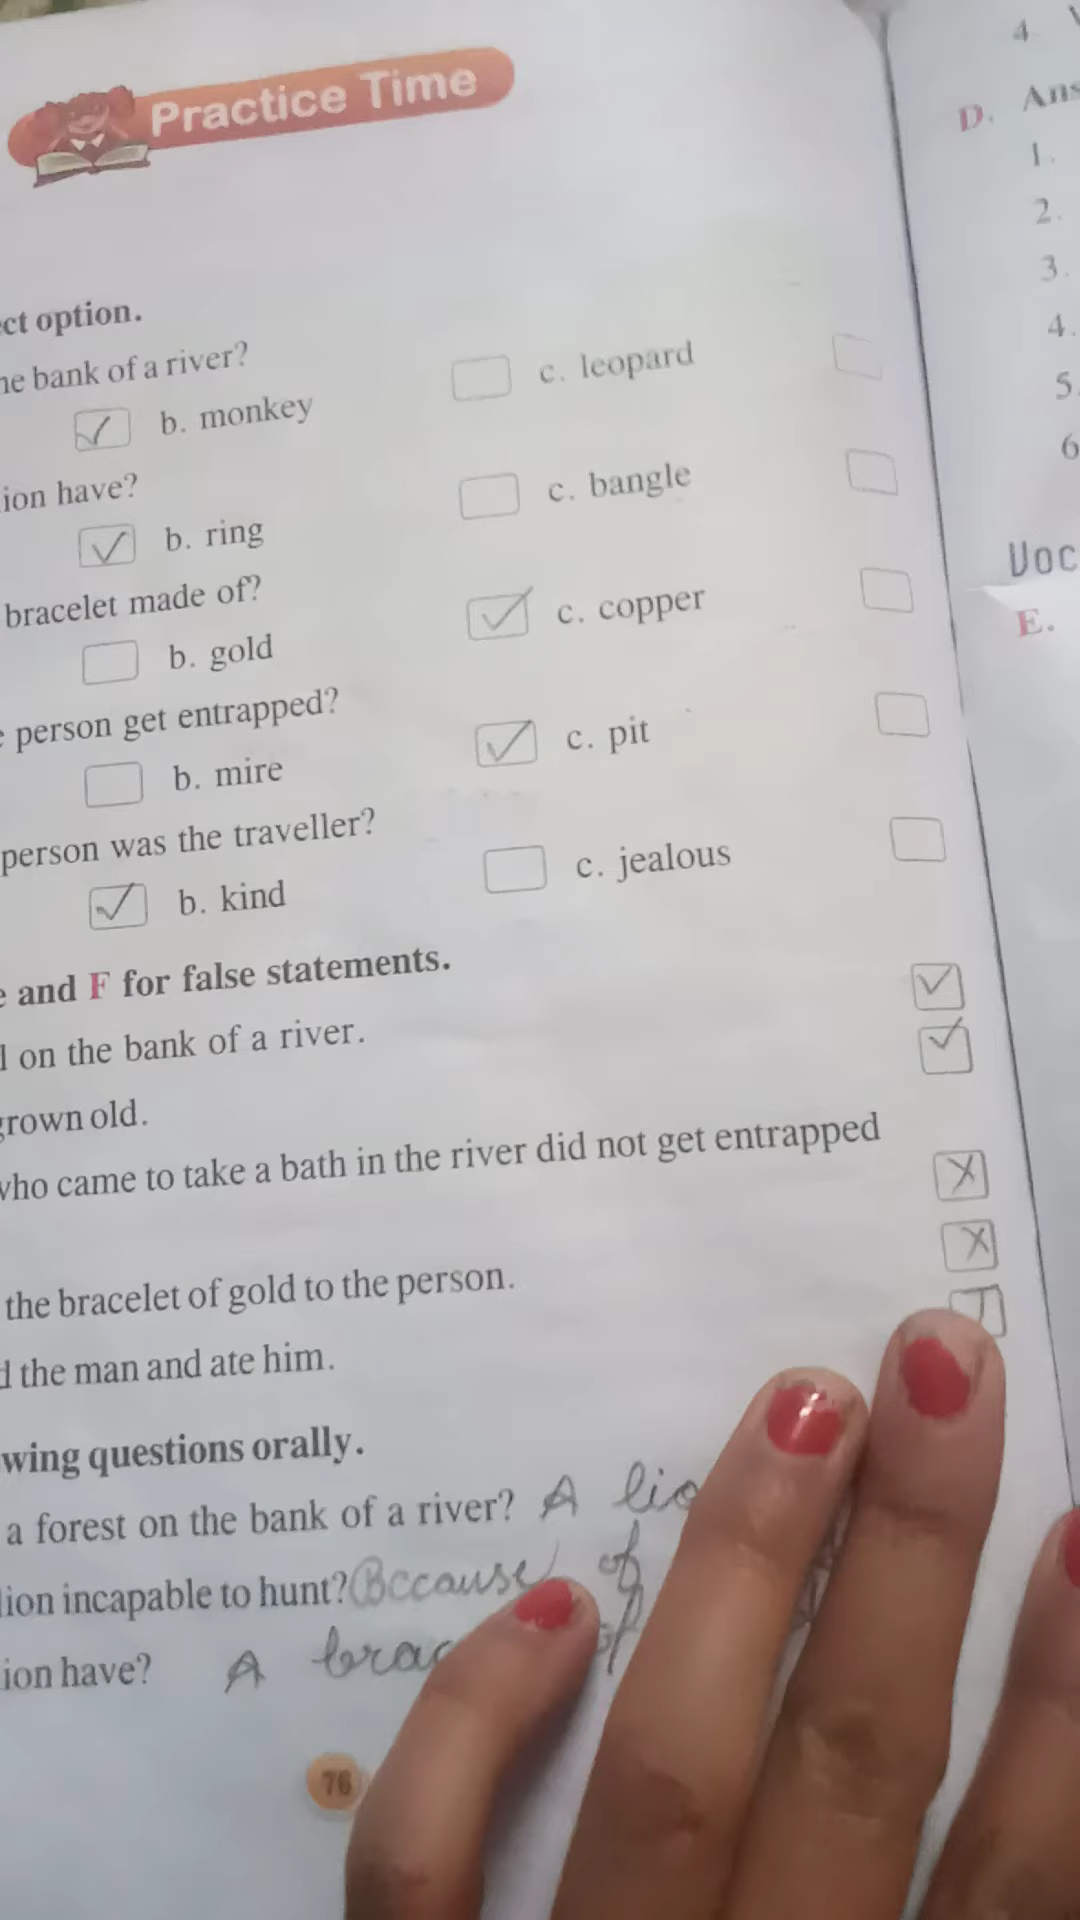 Practice Time
ct option.
he bank of a river?
b. monkey
c. leopard
ion have?
b. ring
c. bangle
bracelet made of?
b. gold
c. copper
person get entrapped?
b. mire
c. pit
person was the traveller?
b. kind
c. jealous
and F for false statements.
on the bank of a river.
grown old.
who came to take a bath in the river did not get entrapped
the bracelet of gold to the person.
the man and ate him.
wing questions orally.
a forest on the bank of a river? A
lion incapable to hunt? Because of
ion have? A
76
4
D. Ans
1.
2.
3.
4.
5.
6
Voc
E.